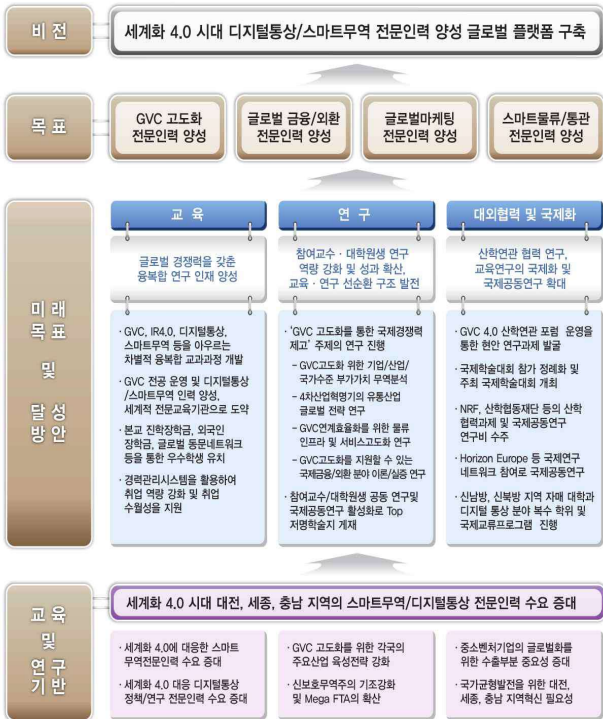 비 전
세계화 4.0 시대 디지털통상/스마트무역 전문인력 양성 글로벌 플랫폼 구축
목 표
GVC 고도화
전문인력 양성
글로벌 금융/외환
전문인력 양성
글로벌마케팅
전문인력 양성
스마트물류/통관
전문인력 양성
미 래
목 표
및
달 성
방 안
교 육
글로벌 경쟁력을 갖춘
융복합 연구 인재 양성
· GVC, IR4.0, 디지털통상,
스마트무역 등을 아우르는
차별적 융복합 교과과정 개발
· GVC 전공 운영 및 디지털통상
/스마트무역 인력 양성,
세계적 전문교육기관으로 도약
· 본교 진학장학금, 외국인
장학금, 글로벌 동문네트워크
등을 통한 우수학생 유치
· 경력관리시스템을 활용하여
취업 역량 강화 및 취업
수월성을 지원
연 구
참여교수 · 대학원생 연구
역량 강화 및 성과 확산,
교육 · 연구 선순환 구조 발전
· ‘GVC 고도화를 통한 국제경쟁력
제고’ 주제의 연구 진행
- GVC고도화 위한 기업/산업/
국가수준 부가가치 무역분석
- 4차산업혁명기의 유통산업
글로벌 전략 연구
- GVC연계효율화를 위한 물류
인프라 및 서비스고도화 연구
- GVC고도화를 지원할 수 있는
국제금융/외환 분야 이론/실증 연구
· 참여교수/대학원생 공동 연구및
국제공동연구 활성화로 Top
저명학술지 게재
대외협력 및 국제화
산학연관 협력 연구,
교육연구의 국제화 및
국제공동연구 확대
· GVC 4.0 산학연관 포럼 운영을
통한 현안 연구과제 발굴
· 국제학술대회 참가 정례화 및
주최 국제학술대회 개최
· NRF, 산학협동재단 등의 산학
협력과제 및 국제공동연구
연구비 수주
· Horizon Europe 등 국제연구
네트워크 참여로 국제공동연구
· 신남방, 신북방 지역 자매 대학과
디지털 통상 분야 복수 학위 및
국제교류프로그램 진행
교 육
및
연 구
기 반
세계화 4.0 시대 대전, 세종, 충남 지역의 스마트무역/디지털통상 전문인력 수요 증대
· 세계화 4.0에 대응한 스마트
무역전문인력 수요 증대
· 세계화 4.0 대응 디지털통상
정책/연구 전문인력 수요 증대
· GVC 고도화를 위한 각국의
주요산업 육성전략 강화
· 신보호무역주의 기조강화
및 Mega FTA의 확산
· 중소벤처기업의 글로벌화를
위한 수출부분 중요성 증대
· 국가균형발전을 위한 대전,
세종, 충남 지역혁신 필요성